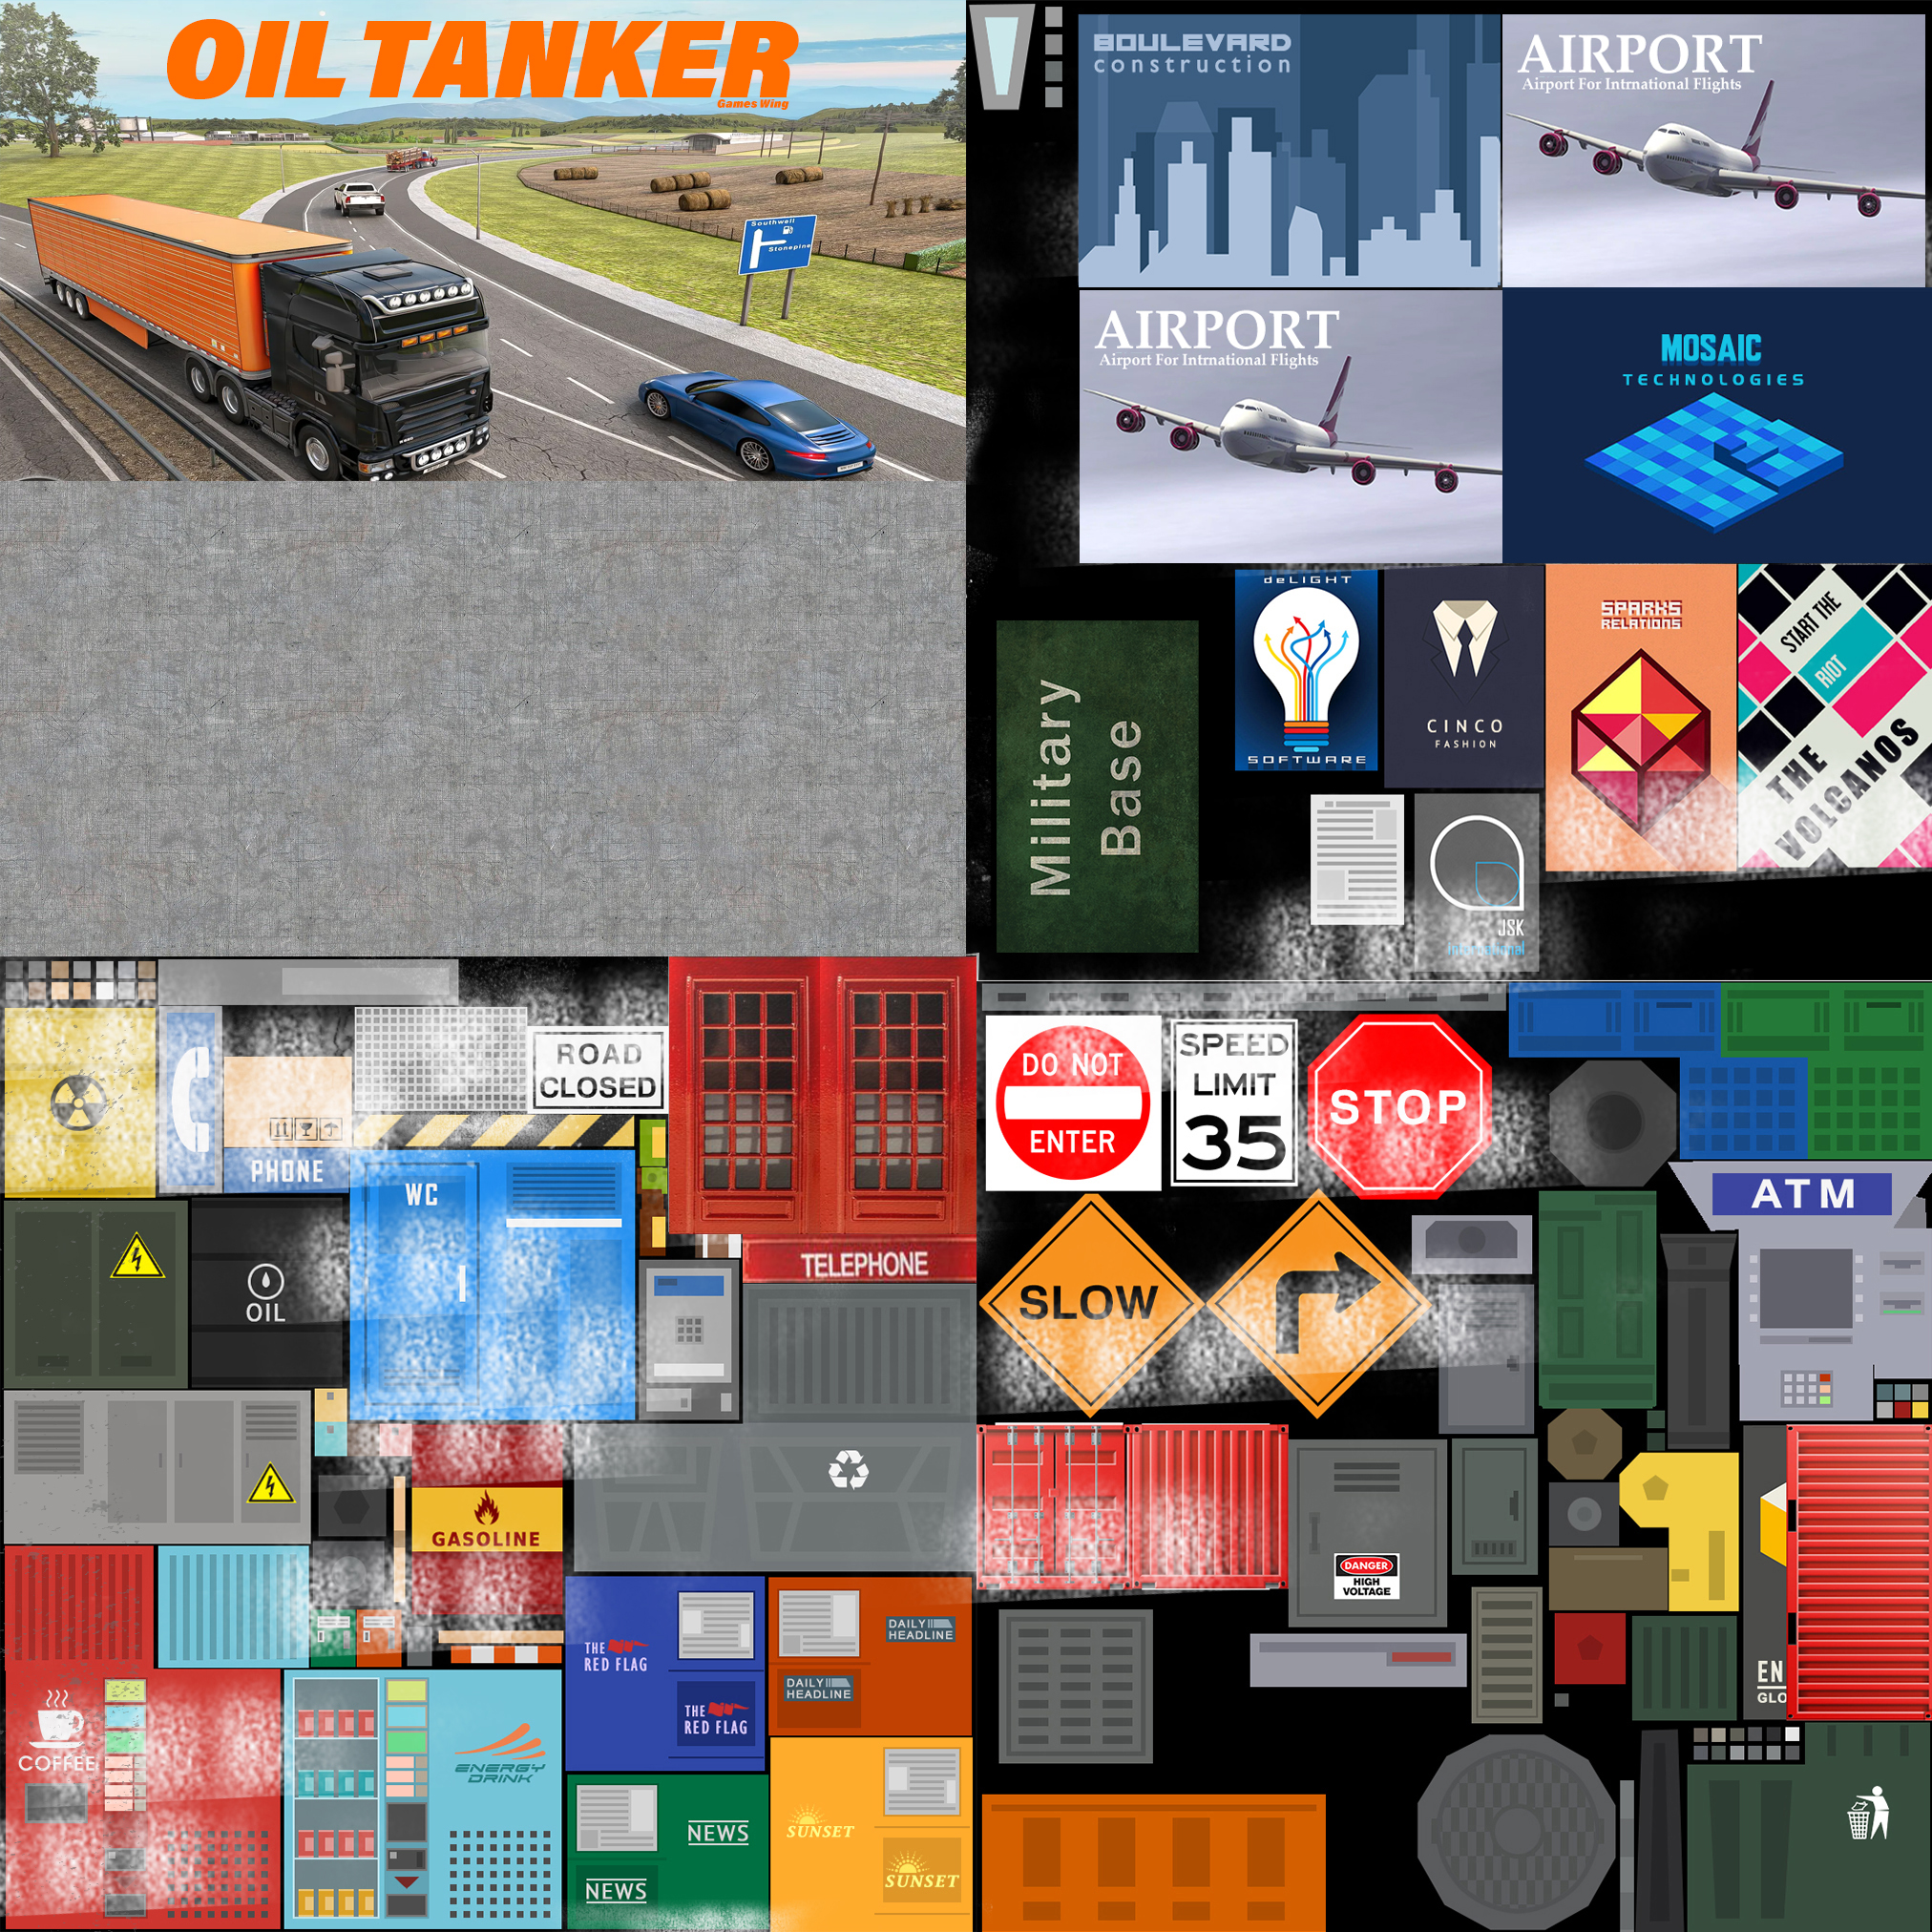 OIL TANKER
Games Wing
Southwell
Stonepine
BOULEVARD
construction
AIRPORT
Airport For Intrnational Flights
AIRPORT
Airport For Intrnational Flights
MOSAIC
TECHNOLOGIES
Military
Base
deLIGHT
SOFTWARE
CINCO
FASHION
SPARKS
RELATIONS
START THE
RIOT
THE
VOLCANOS
JSK
International
ROAD
CLOSED
PHONE
WC
TELEPHONE
OIL
GASOLINE
COFFEE
ENERGY
DRINK
THE
RED FLAG
THE
RED FLAG
DAILY
HEADLINE
DAILY
HEADLINE
NEWS
NEWS
SUNSET
SUNSET
DO NOT
ENTER
SPEED
LIMIT
35
STOP
SLOW
ATM
DANGER
HIGH
VOLTAGE
EN
GLO